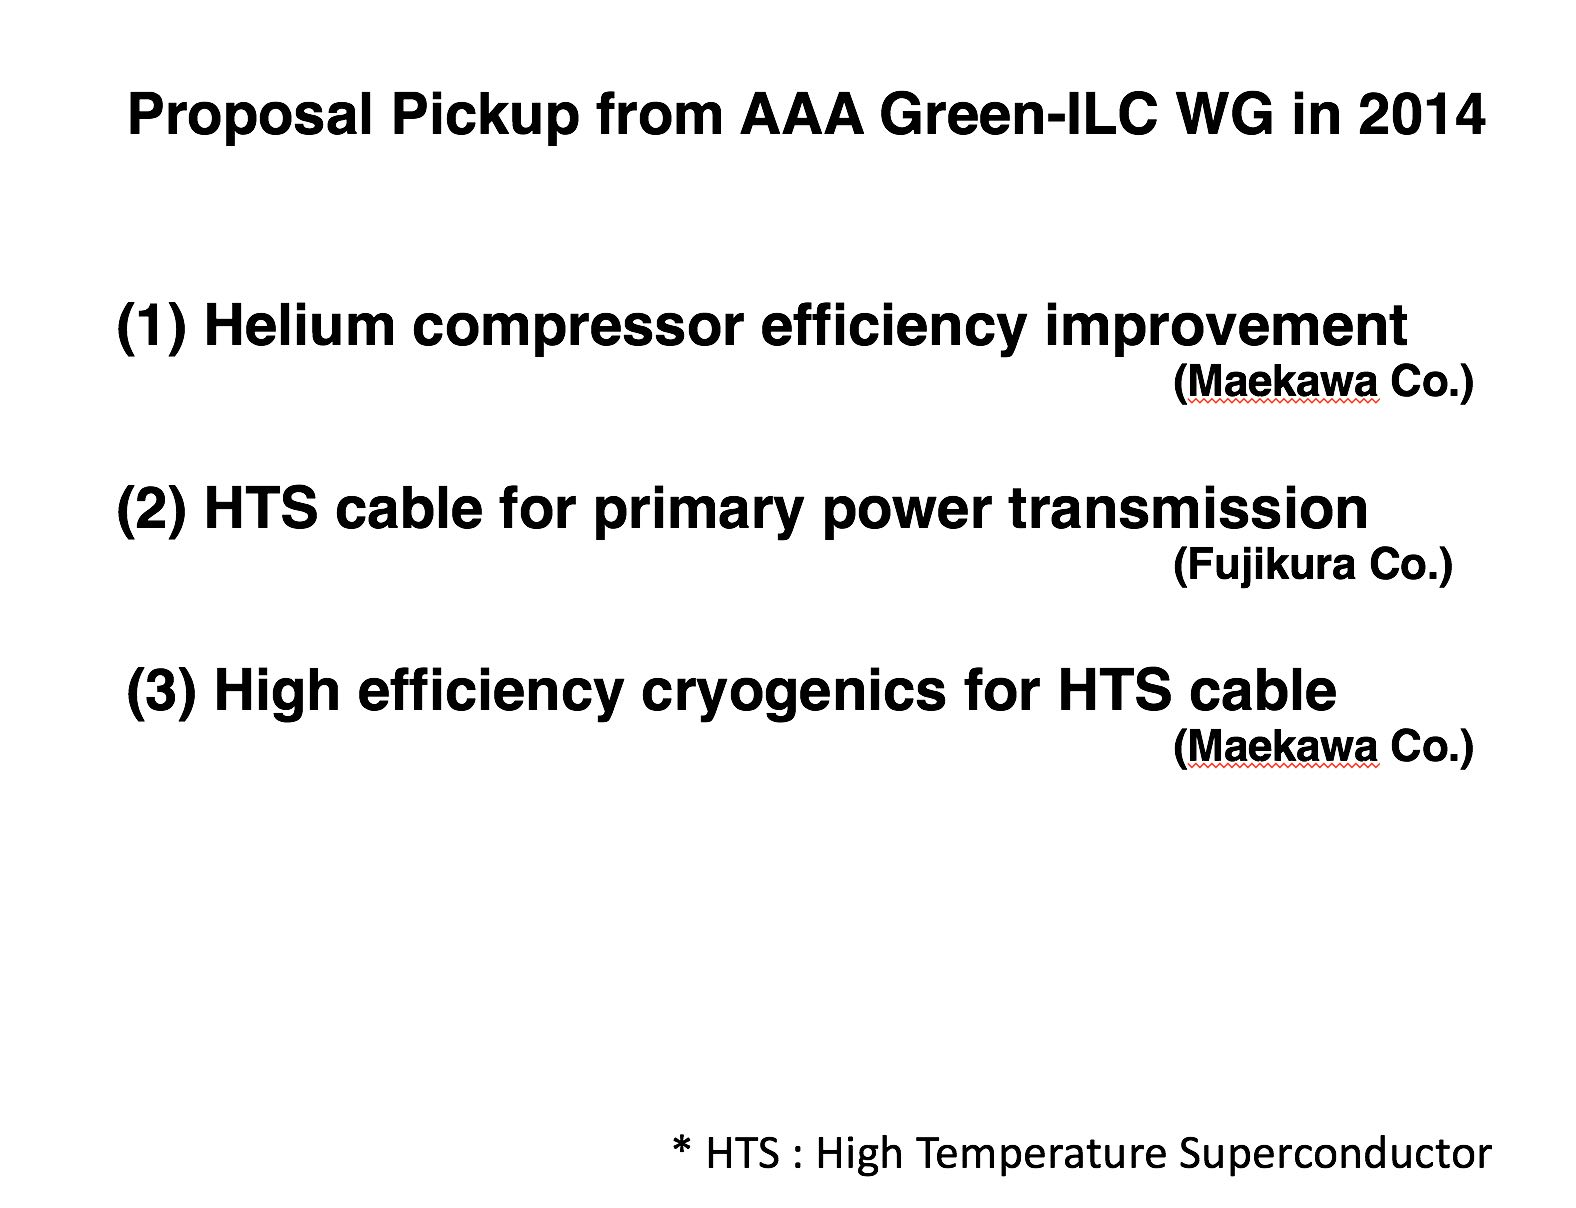 Proposal Pickup from AAA Green-ILC WG in 2014
(1) Helium compressor efficiency improvement
(Maekawa Co.)
(2) HTS cable for primary power transmission
(Fujikura Co.)
(3) High efficiency cryogenics for HTS cable
(Maekawa Co.)
* HTS : High Temperature Superconductor